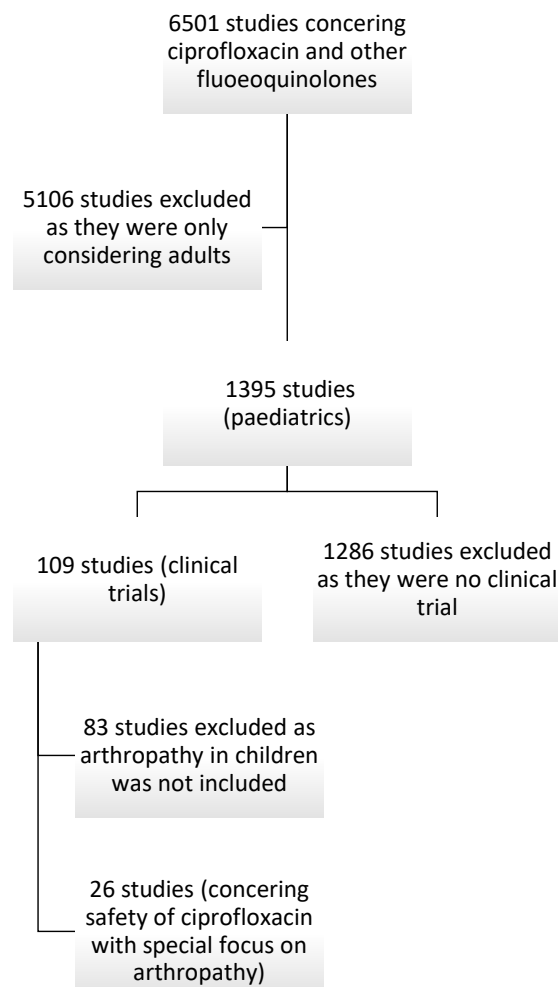 6501 studies concering
ciprofloxacin and other
fluoeoquinolones
5106 studies excluded
as they were only
considering adults
1395 studies
(paediatrics)
109 studies (clinical
trials)
1286 studies excluded
as they were no clinical
trial
83 studies excluded as
arthropathy in children
was not included
26 studies (concering
safety of ciprofloxacin
with special focus on
arthropathy)